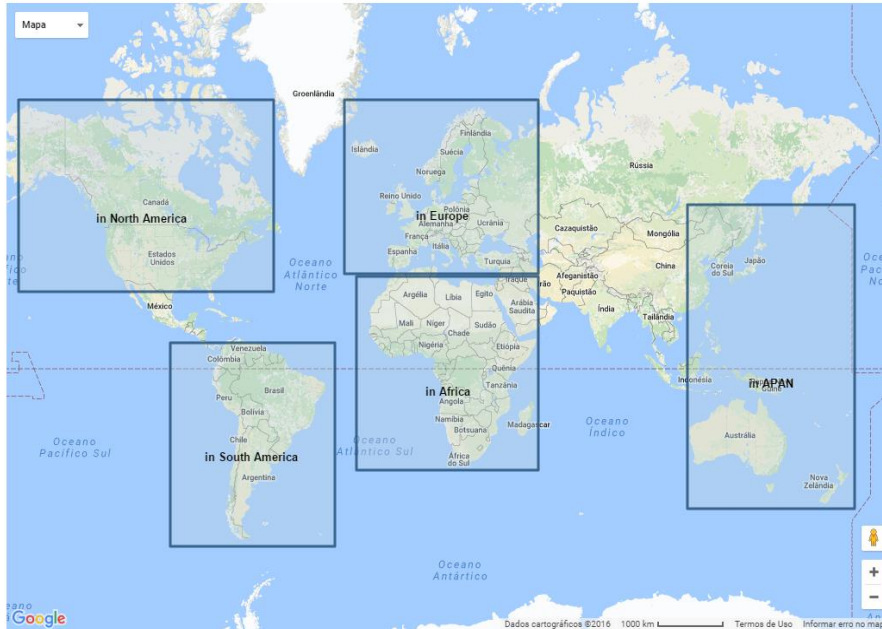 Mapa
Groenlândia
Islândia
Finlândia
Suécia
Noruega
Rússia
Reino Unido
Polônia
in Europe
Alemanha
Ucrânia
França
Itália
Espanha
Turquia
Canadá
in North America
Estados
Unidos
México
Oceano
Atlântico
Norte
Cazaquistão
Mongólia
China
Coreia
do Sul
Japão
Afeganistão
Paquistão
Índia
Tailândia
Iraque
Argélia
Líbia
Egito
Arábia
Saudita
Mali
Níger
Sudão
Chade
Nigéria
Etiópia
Quênia
Tanzânia
in Africa
Angola
Namíbia
Botsuana
Madagascar
África
do Sul
Venezuela
Colômbia
Brasil
Peru
Bolívia
Chile
in South America
Argentina
Indonésia
in APAN
Austrália
Nova
Zelândia
Oceano
Pacífico Sul
Oceano
Atlântico Sul
Oceano
Índico
Oceano
Antártico
Google
Dados cartográficos ©2016 1000 km Termos de Uso Informar erro no map